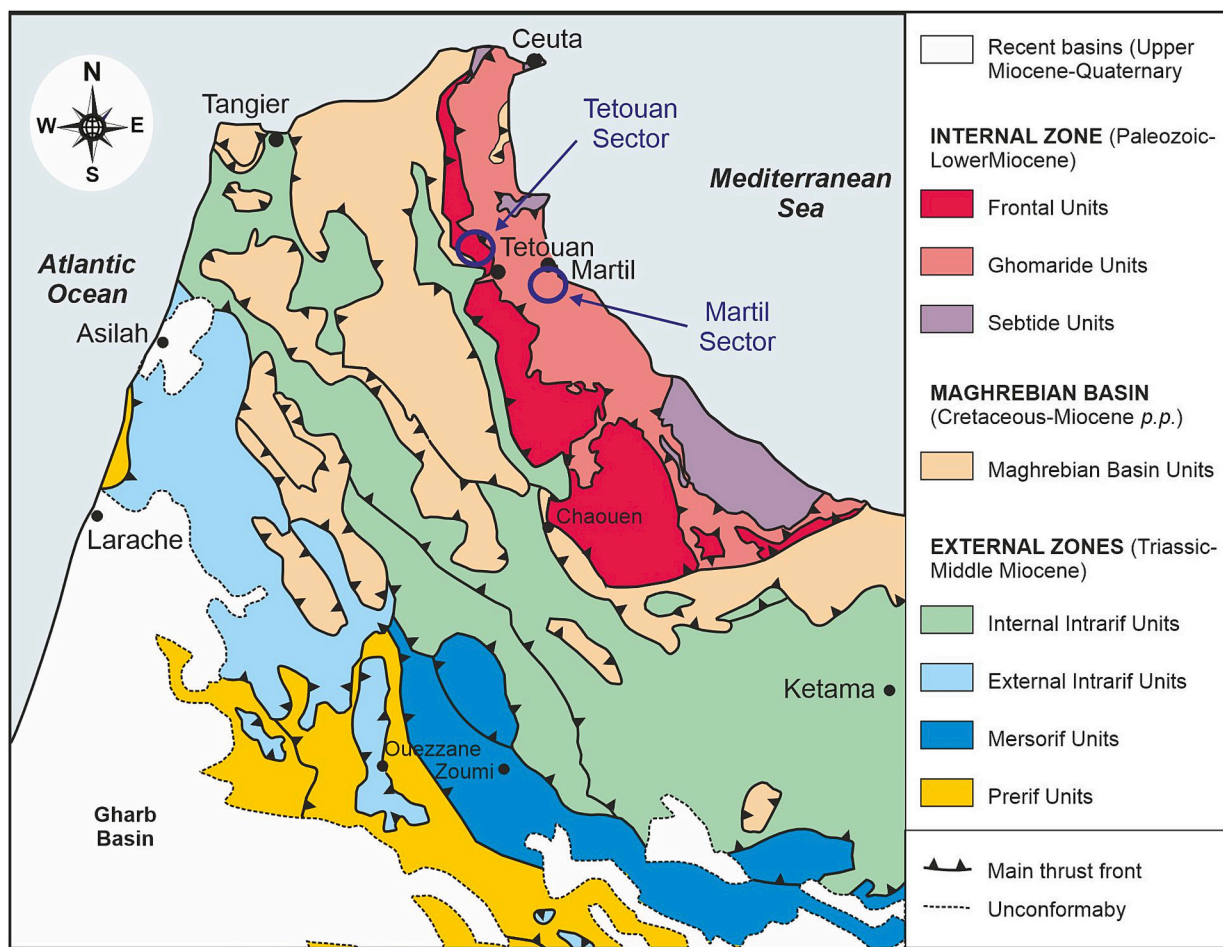 N
W
E
S
Ceuta
Tangier
Tetouan
Sector
Mediterranean
Sea
Tetouan
Martil
Atlantic
Ocean
Asilah
Martil
Sector
Chaouen
Larache
Ketama
Ouezzane
Zoumi
Gharb
Basin
Recent basins (Upper
Miocene-Quaternary
INTERNAL ZONE (Paleozoic-
LowerMiocene)
Frontal Units
Ghomaride Units
Sebtide Units
MAGHREBIAN BASIN
(Cretaceous-Miocene p.p.)
Maghrebian Basin Units
EXTERNAL ZONES (Triassic-
Middle Miocene)
Internal Intrarif Units
External Intrarif Units
Mersorif Units
Prerif Units
Main thrust front
Unconformaby